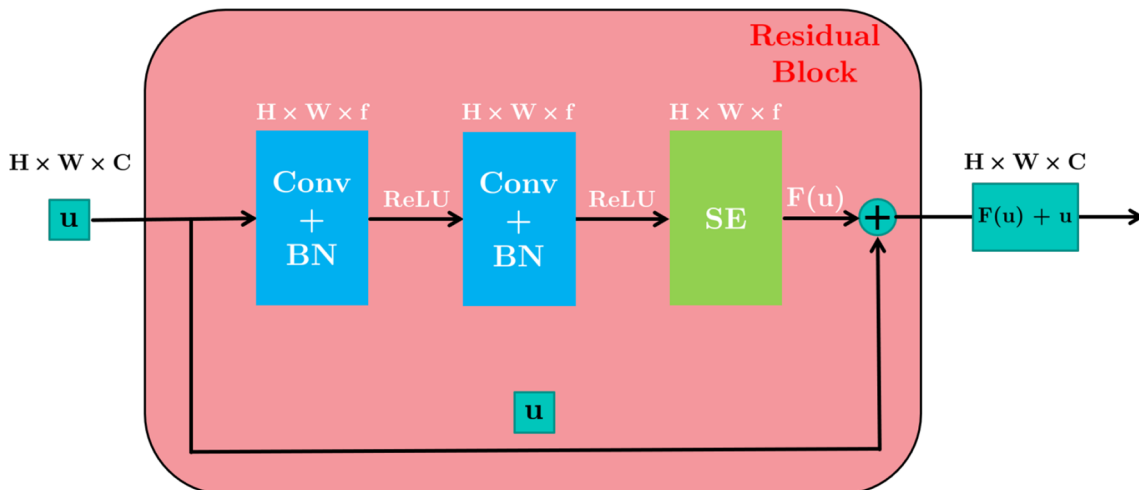 Residual
Block
H × W × f
H × W × f
H × W × f
H × W × C
H × W × C
u
Conv
+
BN
ReLU
Conv
+
BN
ReLU
SE
F(u)
+
F(u) + u
u